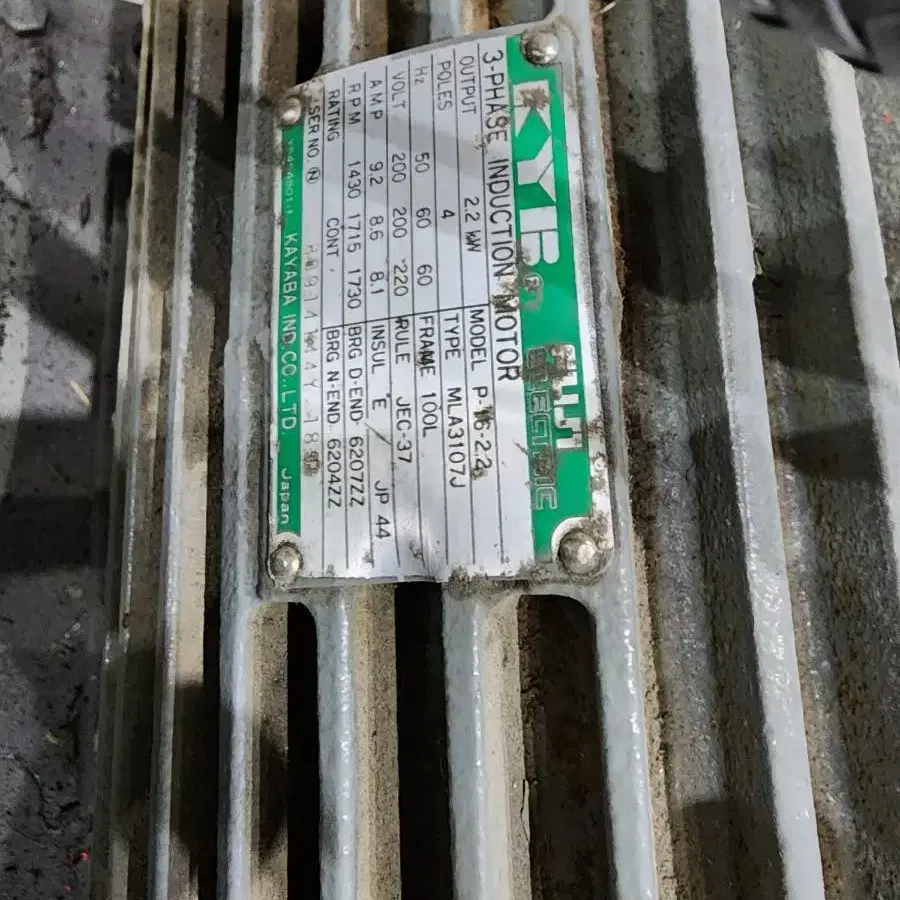 KYB FUJI ELECTRIC
3-PHASE INDUCTION MOTOR
OUTPUT 2.2 kW MODEL P-16-2.2
POLES 4 TYPE MLA3107J
Hz 50 60 60 FRAME 100L
VOLT 200 200 220 RULE JEC-37
AMP 9.2 8.6 8.1 INSUL E JP 44
RPM 1430 1715 1730 BRG D-END 6207ZZ
RATING CONT. BRG N-END 6204ZZ
SER NO. N
KAYABA IND. CO., LTD. Japan